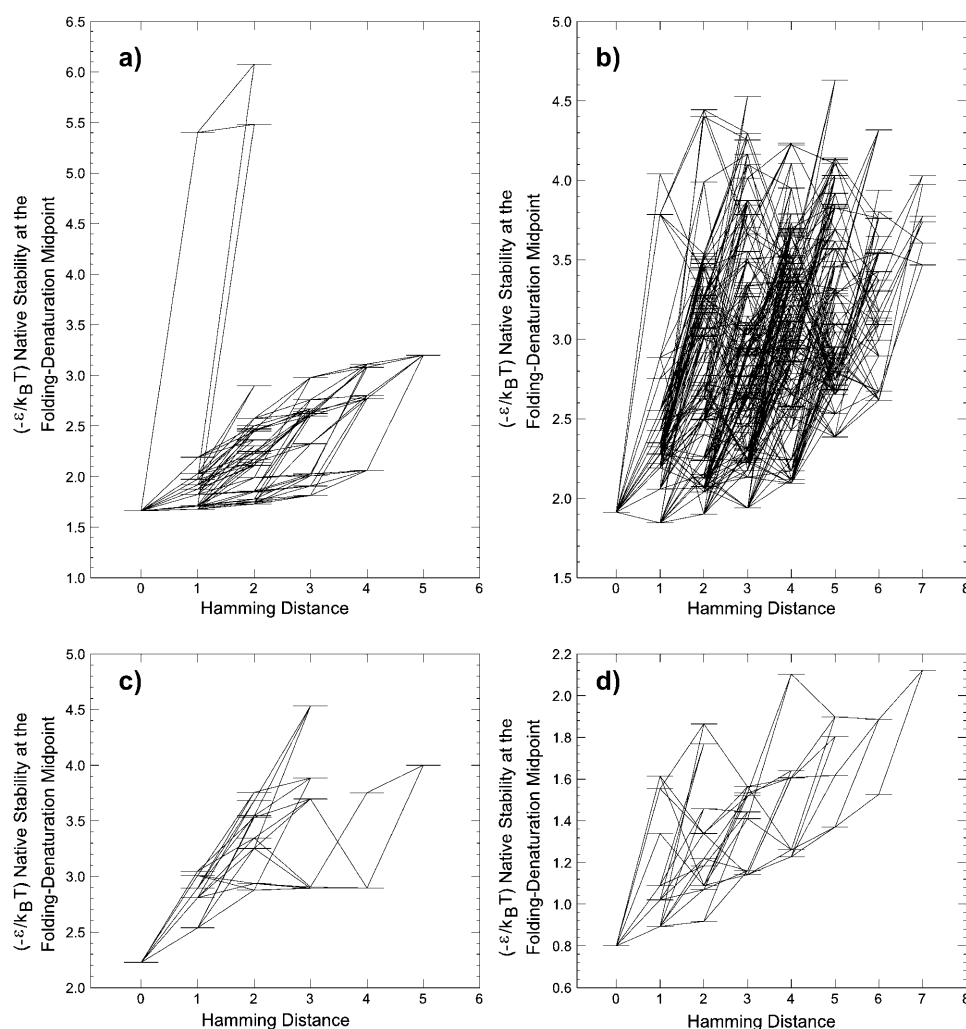 a)
6.5
6.0
5.5
5.0
4.5
4.0
3.5
3.0
2.5
2.0
1.5
1.0
(-ε/kBT) Native Stability at the
Folding-Denaturation Midpoint
0 1 2 3 4 5 6
Hamming Distance
b)
5.0
4.5
4.0
3.5
3.0
2.5
2.0
1.5
(-ε/kBT) Native Stability at the
Folding-Denaturation Midpoint
0 1 2 3 4 5 6 7 8
Hamming Distance
c)
5.0
4.5
4.0
3.5
3.0
2.5
2.0
(-ε/kBT) Native Stability at the
Folding-Denaturation Midpoint
0 1 2 3 4 5 6
Hamming Distance
d)
2.2
2.0
1.8
1.6
1.4
1.2
1.0
0.8
0.6
(-ε/kBT) Native Stability at the
Folding-Denaturation Midpoint
0 1 2 3 4 5 6 7 8
Hamming Distance